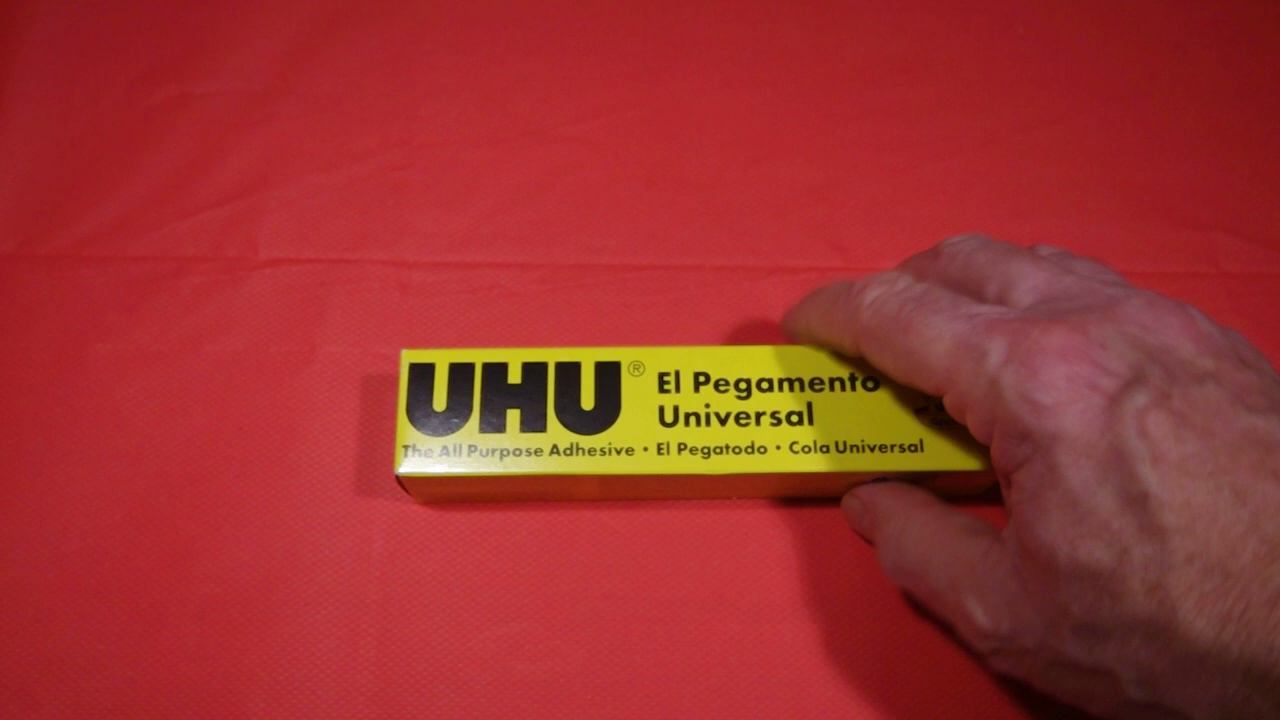 UHU®
El Pegamento
Universal
The All Purpose Adhesive • El Pegatodo • Cola Universal